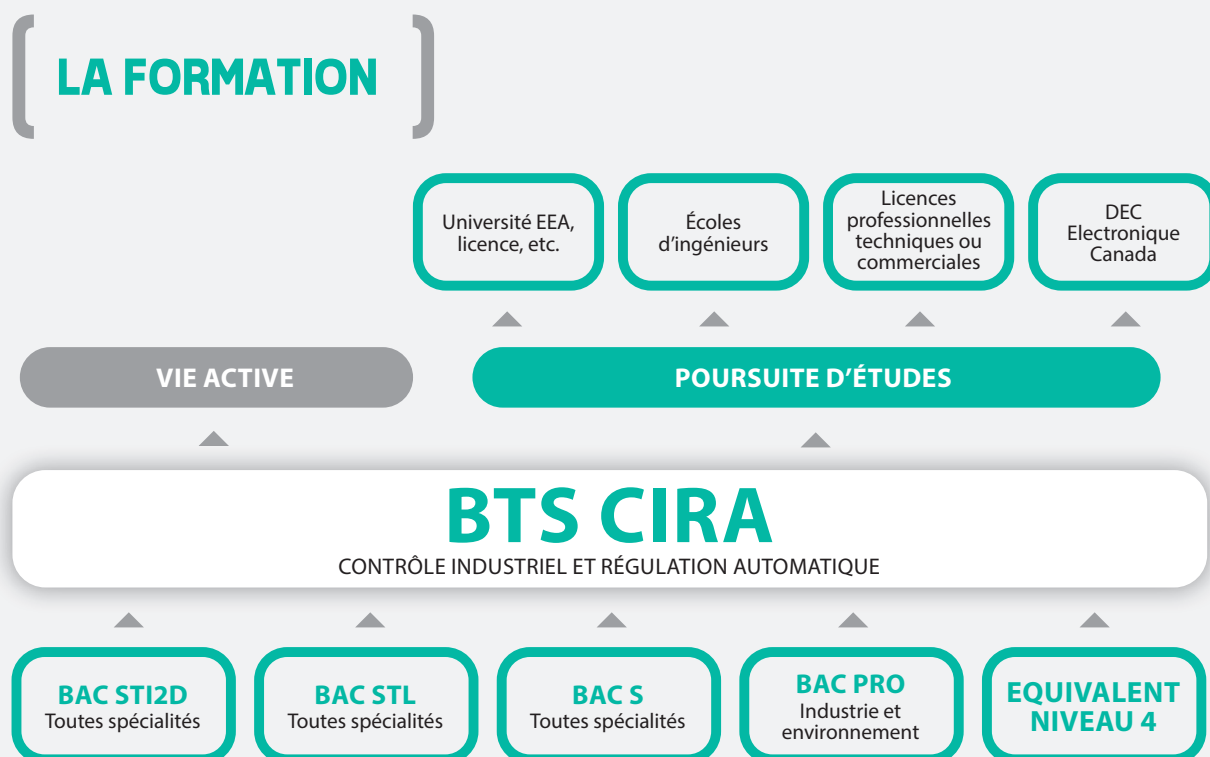 LA FORMATION
Université EEA,
licence, etc.
Écoles
d'ingénieurs
Licences
professionnelles
techniques ou
commerciales
DEC
Electronique
Canada
VIE ACTIVE
POURSUITE D'ÉTUDES
BTS CIRA
CONTRÔLE INDUSTRIEL ET RÉGULATION AUTOMATIQUE
BAC STI2D
Toutes spécialités
BAC STL
Toutes spécialités
BAC S
Toutes spécialités
BAC PRO
Industrie et
environnement
EQUIVALENT
NIVEAU 4